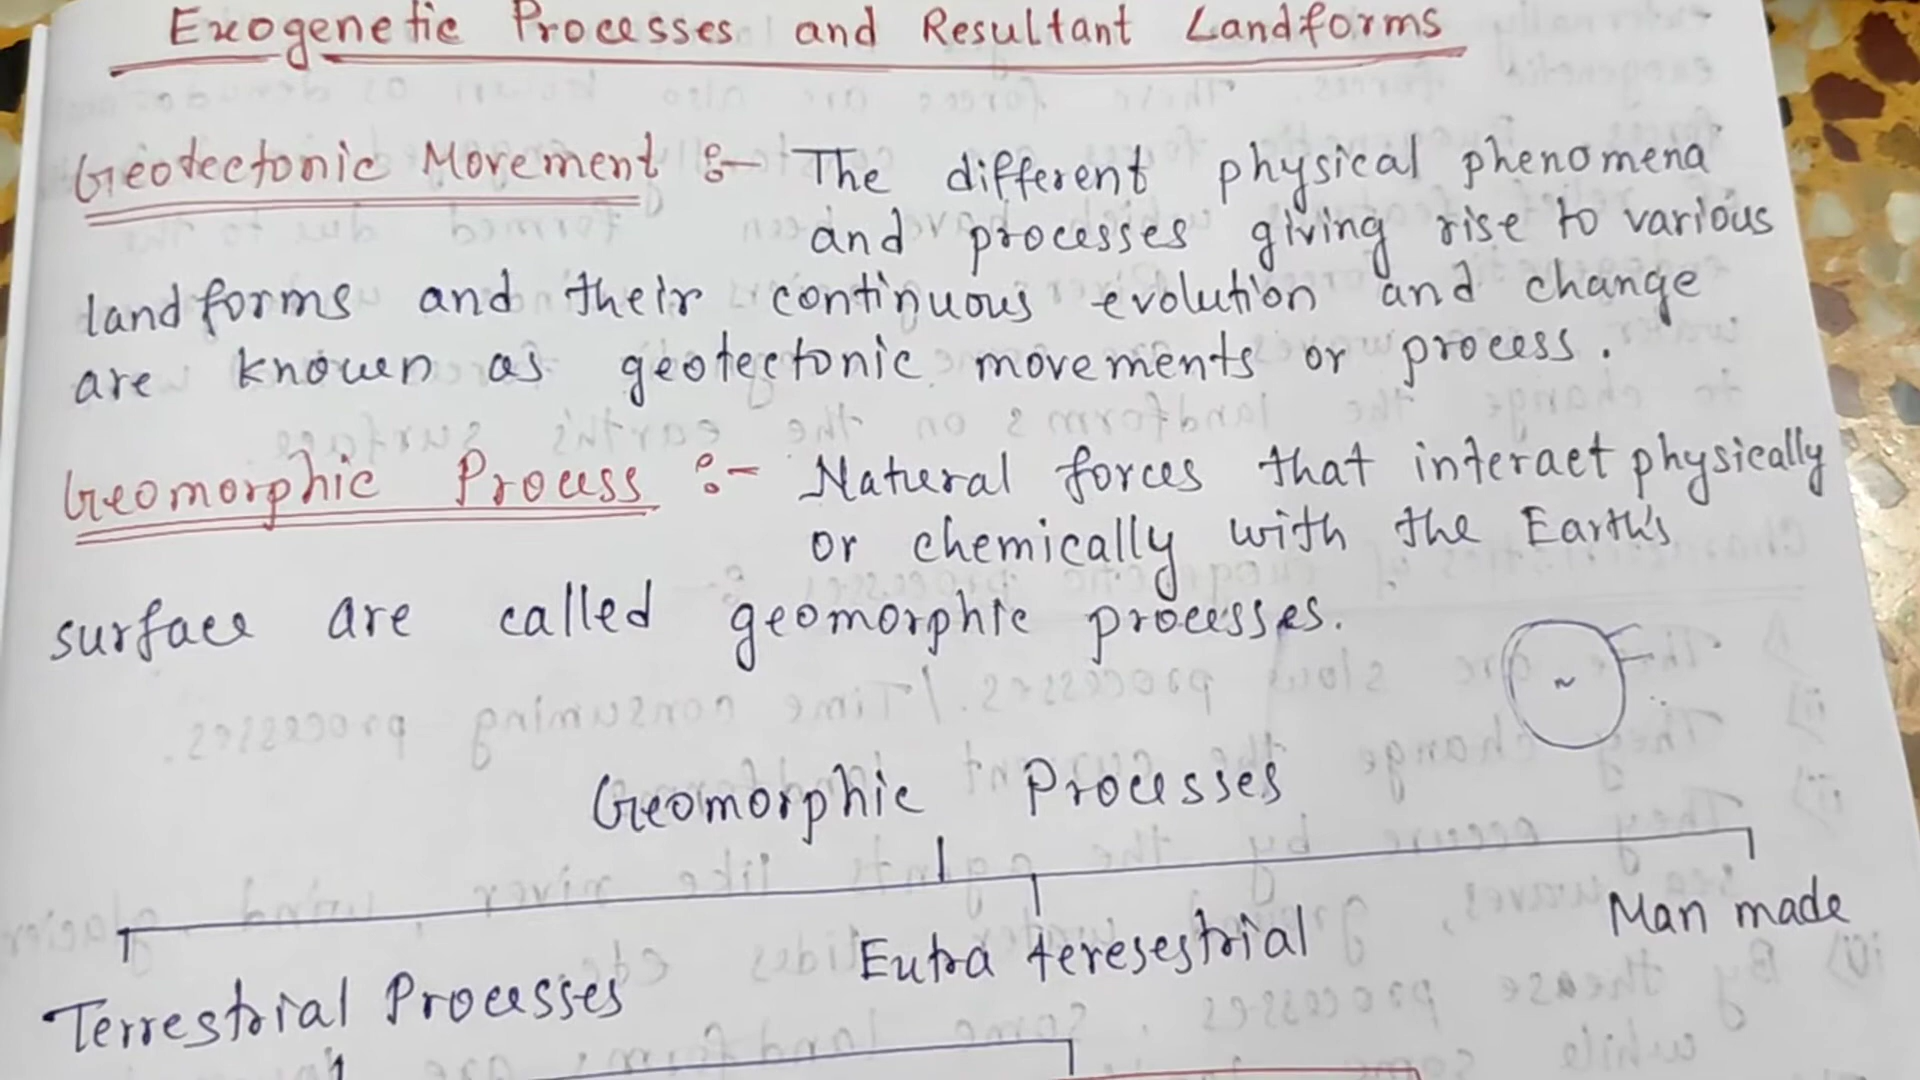 Exogenetic Processes and Resultant Landforms
Geotectonic Movement :- The different physical phenomena
and processes giving rise to various
landforms and their continuous evolution and change
are known as geotectonic movements or process.
Geomorphic Process :- Natural forces that interact physically
or chemically with the Earth's
surface are called geomorphic processes.
Geomorphic Processes
Terrestrial Processes Extra teresestrial Man made